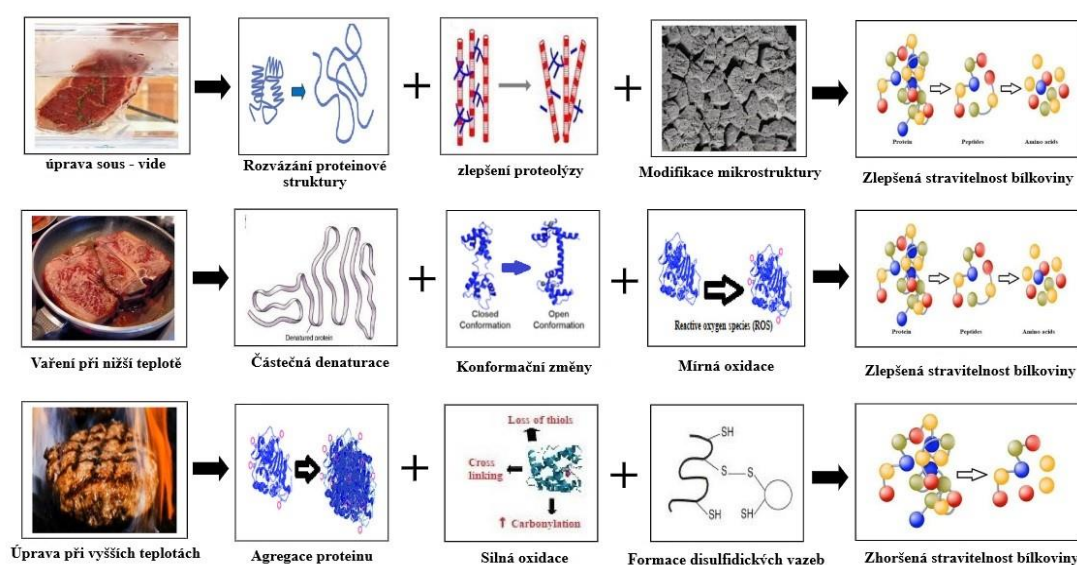 úprava sous - vide
Rozvázání proteinové
struktury
zlepšení proteolýzy
Modifikace mikrostruktury
Protein
Peptides
Amino acids
Zlepšená stravitelnost bílkoviny
Denatured protein
Closed
Conformation
Open
Conformation
Reactive oxygen species (ROS)
Protein
Peptides
Amino acids
Vaření při nižší teplotě
Částečná denaturace
Konformační změny
Mírná oxidace
Zlepšená stravitelnost bílkoviny
Loss of thiols
Cross
linking
↑ Carbonylation
SH
S S
SH
SH
Úprava při vyšších teplotách
Agregace proteinu
Silná oxidace
Formace disulfidických vazeb
Zhoršená stravitelnost bílkoviny